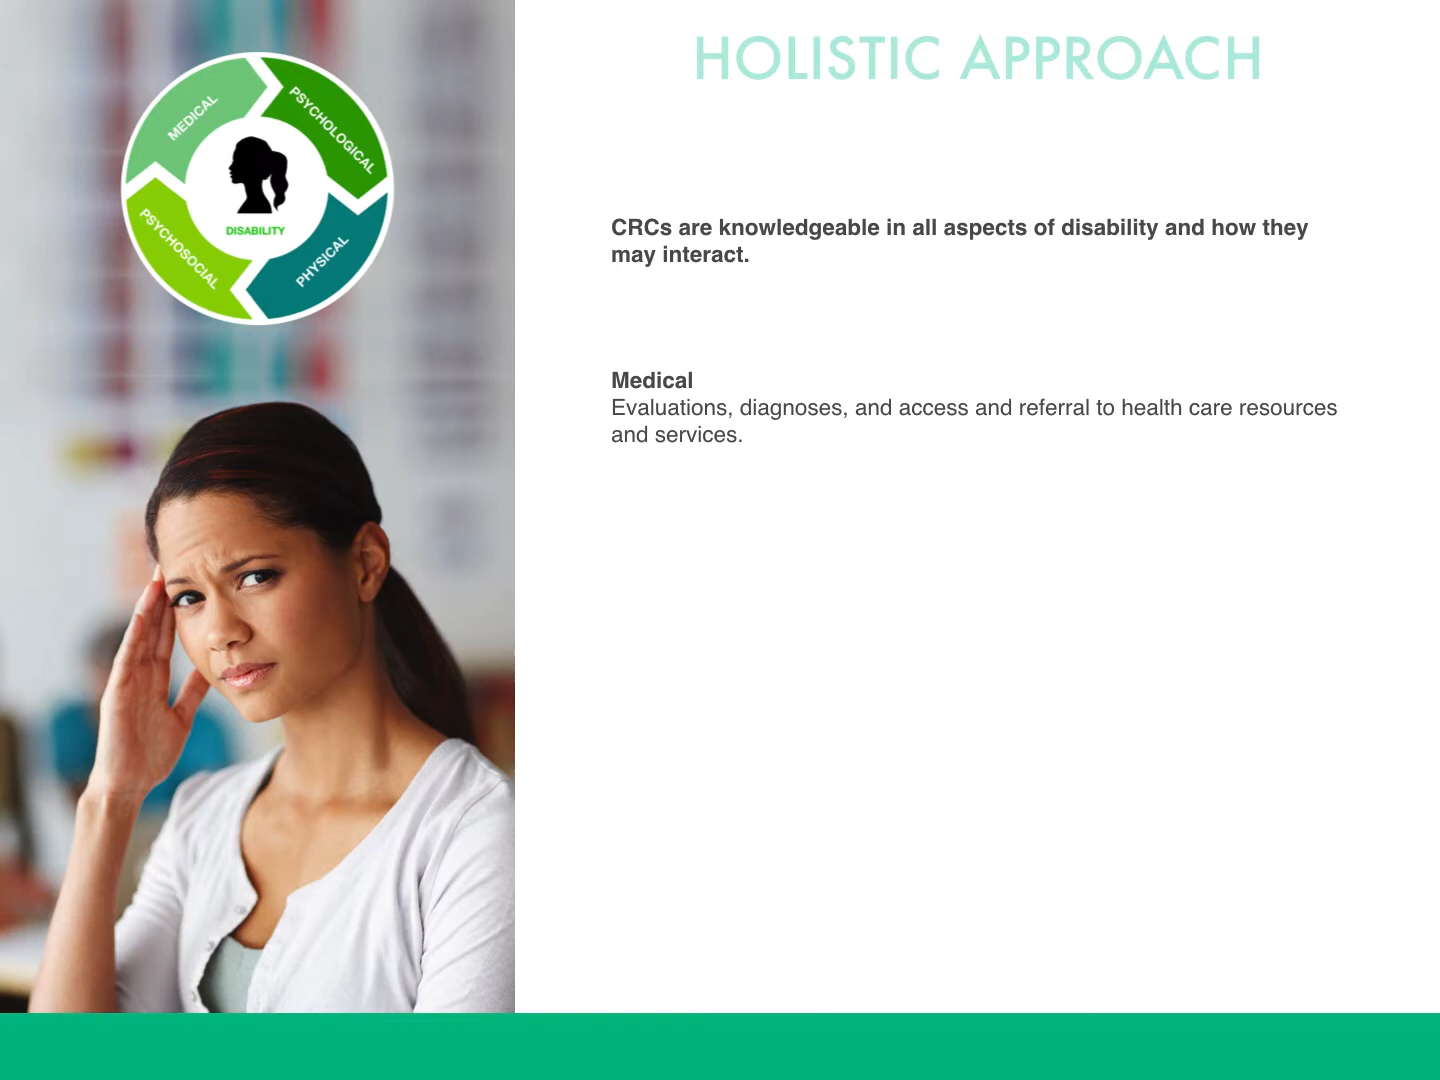 HOLISTIC APPROACH
MEDICAL
PSYCHOLOGICAL
DISABILITY
PSYCHOSOCIAL
PHYSICAL
CRCs are knowledgeable in all aspects of disability and how they
may interact.
Medical
Evaluations, diagnoses, and access and referral to health care resources
and services.